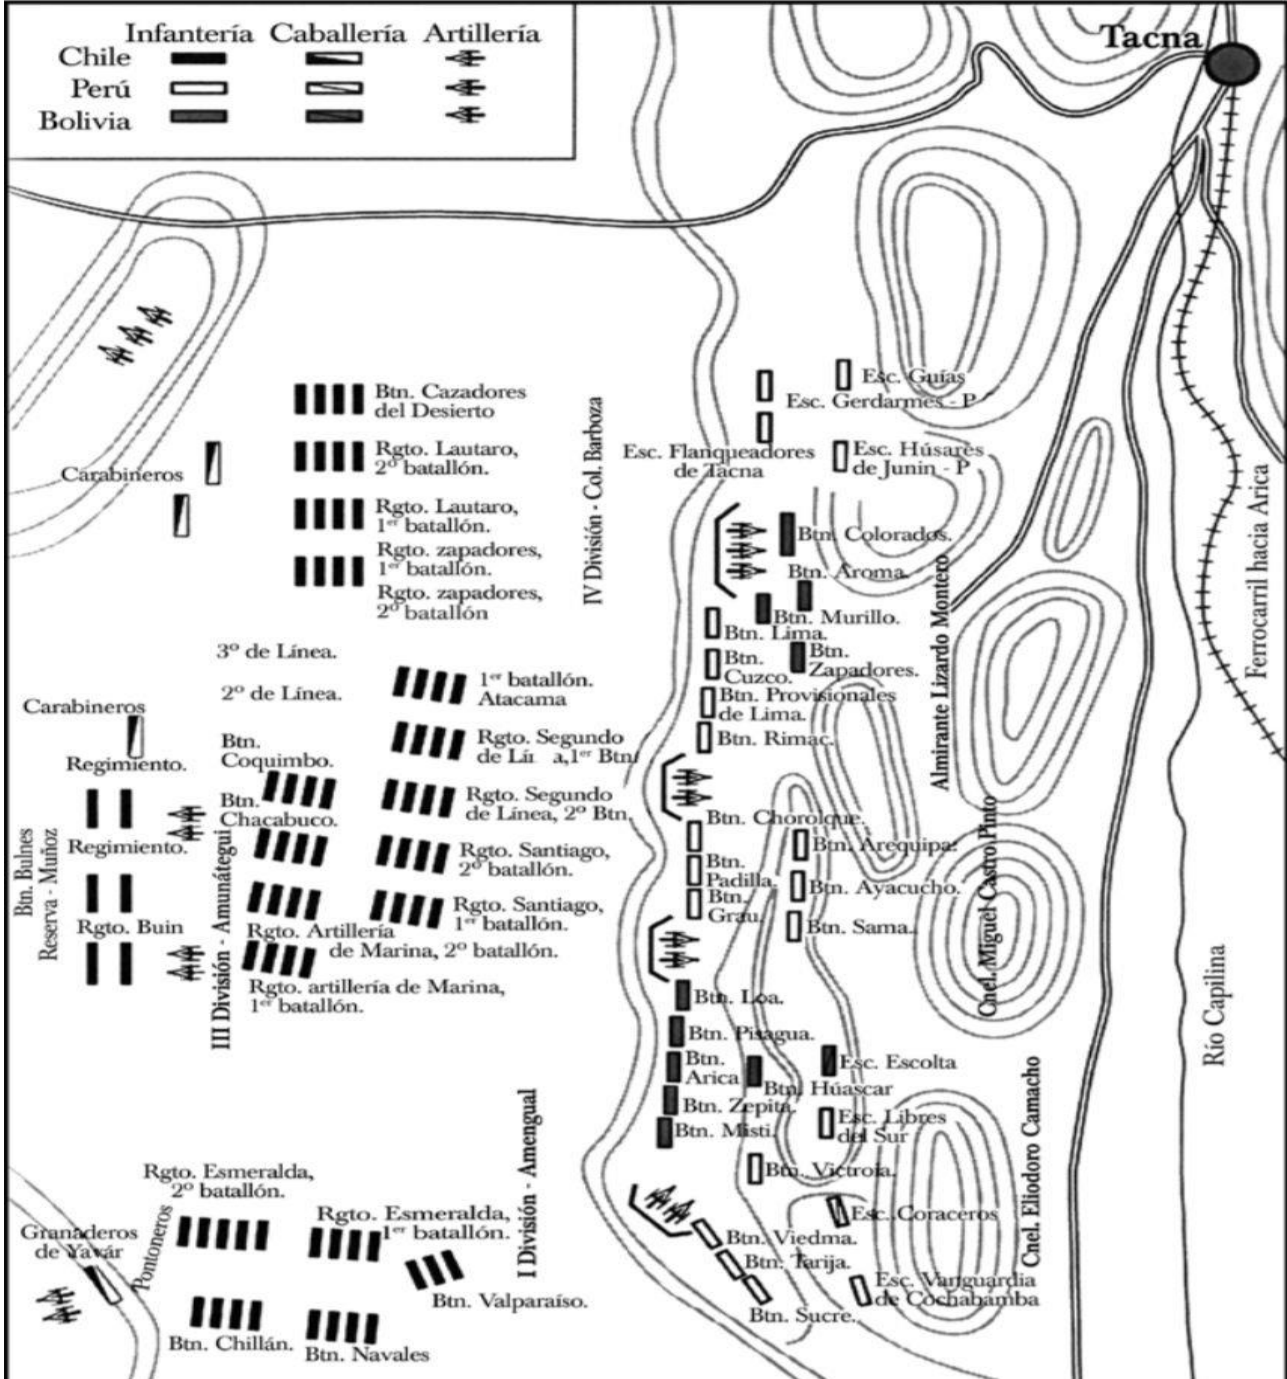 Infantería Caballería Artillería
Chile
Perú
Bolivia
Tacna
Btn. Cazadores
del Desierto
Carabineros
Rgto. Lautaro,
2º batallón.
Rgto. Lautaro,
1er batallón.
Rgto. zapadores,
1er batallón.
Rgto. zapadores,
2º batallón
IV División - Col. Barboza
Esc. Guías
Esc. Gerdarmes - P
Esc. Flanqueadores
de Tacna
Esc. Húsares
de Junin - P
Btn. Colorados.
Btn. Aroma.
Btn. Murillo.
Btn. Lima.
Btn.
Zapadores.
Btn.
Cuzco.
Btn. Provisionales
de Lima.
Btn. Rimac.
Almirante Lizardo Montero
Ferrocarril hacia Arica
3º de Línea.
2º de Línea.
1er batallón.
Atacama
Carabineros
Regimiento.
Btn.
Coquimbo.
Rgto. Segundo
de Lí a,1er Btn
Btn.
Chacabuco.
Rgto. Segundo
de Línea, 2º Btn.
Regimiento.
Rgto. Santiago,
2º batallón.
Rgto. Santiago,
1er batallón.
Rgto. Buin
Btn. Bulnes
Reserva - Muñoz
III División - Amunátegui
Rgto. Artillería
de Marina, 2º batallón.
Rgto. artillería de Marina,
1er batallón.
Btn. Chorolque.
Btn. Arequipa.
Btn.
Padilla.
Btn. Ayacucho.
Btn.
Grau.
Btn. Sama.
Cnel. Miguel Castro Pinto
Btn. Loa.
Btn. Pisagua.
Btn.
Arica
Esc. Escolta
Btn. Húascar
Btn. Zepita.
Esc. Libres
del Sur
Btn. Misti.
Btn. Victroia.
Río Capilina
Cnel. Eliodoro Camacho
I División - Amengual
Rgto. Esmeralda,
2º batallón.
Rgto. Esmeralda,
1er batallón.
Granaderos
de Yavár
Pontoneros
Btn. Valparaíso.
Btn. Chillán.
Btn. Navales
Esc. Coraceros
Btn. Viedma.
Btn. Tarija.
Esc. Vanguardia
de Cochabamba
Btn. Sucre.